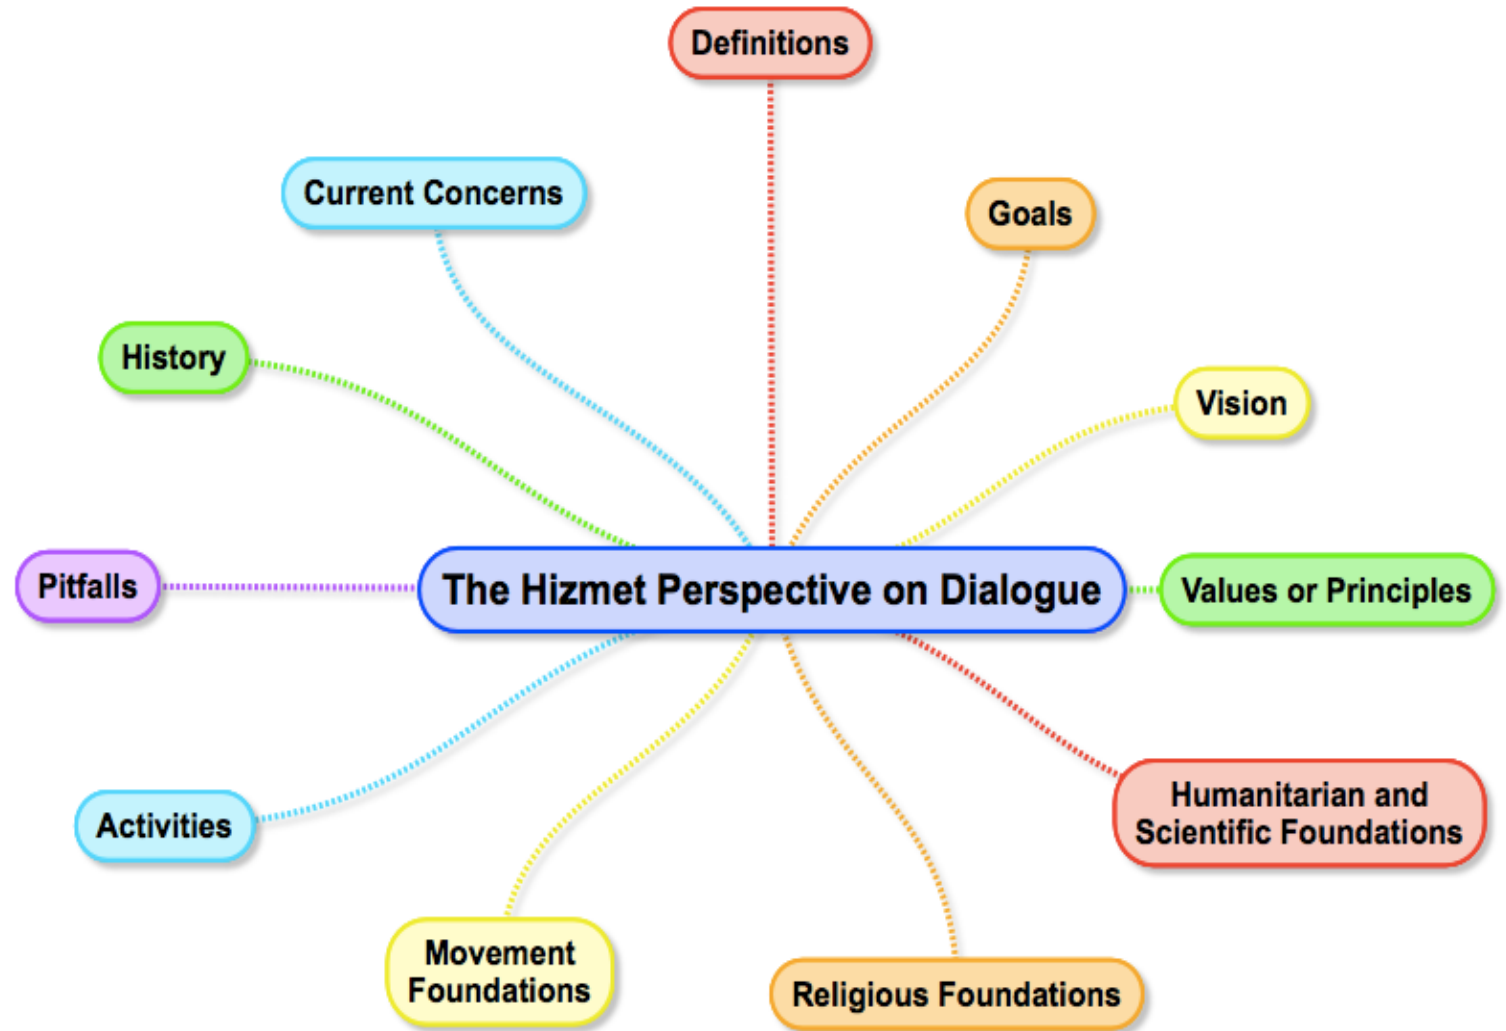 Definitions
Current Concerns
Goals
History
Vision
Pitfalls
The Hizmet Perspective on Dialogue
Values or Principles
Activities
Humanitarian and
Scientific Foundations
Movement
Foundations
Religious Foundations